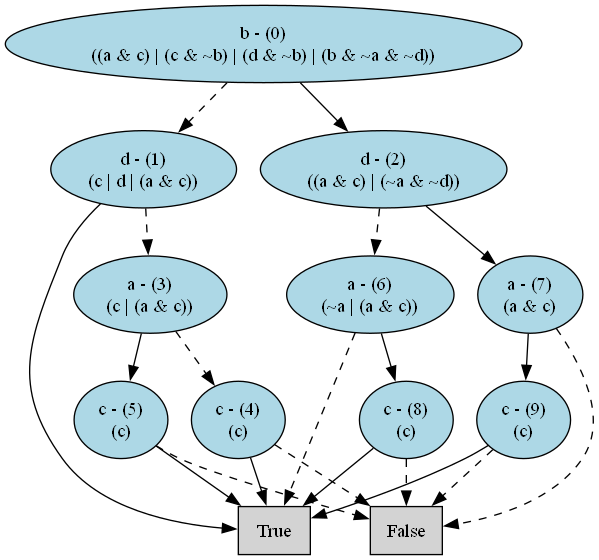 b - (0)
((a & c) | (c & ~b) | (d & ~b) | (b & ~a & ~d))
d - (1)
(c | d | (a & c))
d - (2)
((a & c) | (~a & ~d))
a - (3)
(c | (a & c))
a - (6)
(~a | (a & c))
a - (7)
(a & c)
c - (5)
(c)
c - (4)
(c)
c - (8)
(c)
c - (9)
(c)
True
False